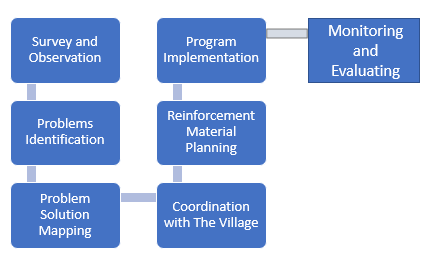 Survey and
Observation
Problems
Identification
Problem
Solution
Mapping
Coordination
with The Village
Reinforcement
Material
Planning
Program
Implementation
Monitoring
and
Evaluating